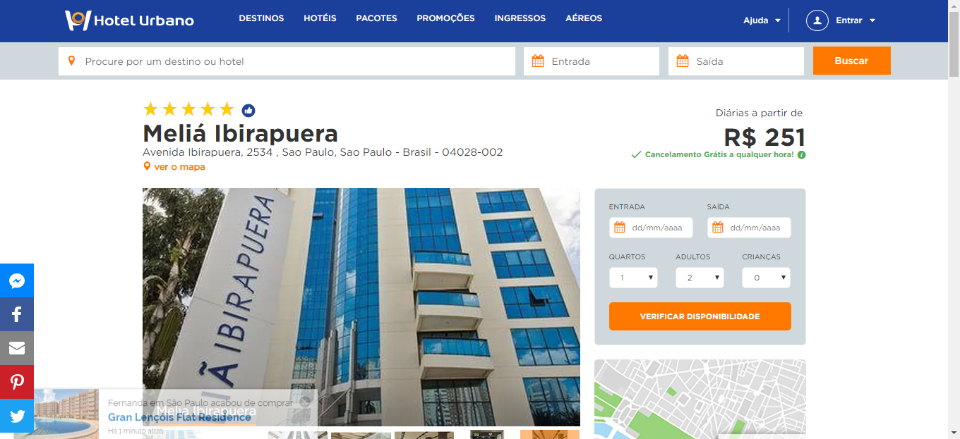 Hotel Urbano
DESTINOS HOTÉIS PACOTES PROMOÇÕES INGRESSOS AÉREOS
Ajuda Entrar
Procure por um destino ou hotel
Entrada
Saída
Buscar
Meliá Ibirapuera
Avenida Ibirapuera, 2534 , Sao Paulo, Sao Paulo - Brasil - 04028-002
ver o mapa
Diárias a partir de
R$ 251
Cancelamento Grátis a qualquer hora!
IÃ IBIRAPUERA
ENTRADA SAÍDA
dd/mm/aaaa dd/mm/aaaa
QUARTOS ADULTOS CRIANÇAS
1 2 0
VERIFICAR DISPONIBILIDADE
Fernanda em São Paulo acabou de comprar
Meliá Ibirapuera
Gran Lençois Flat Residence
Há 1 minuto atrás